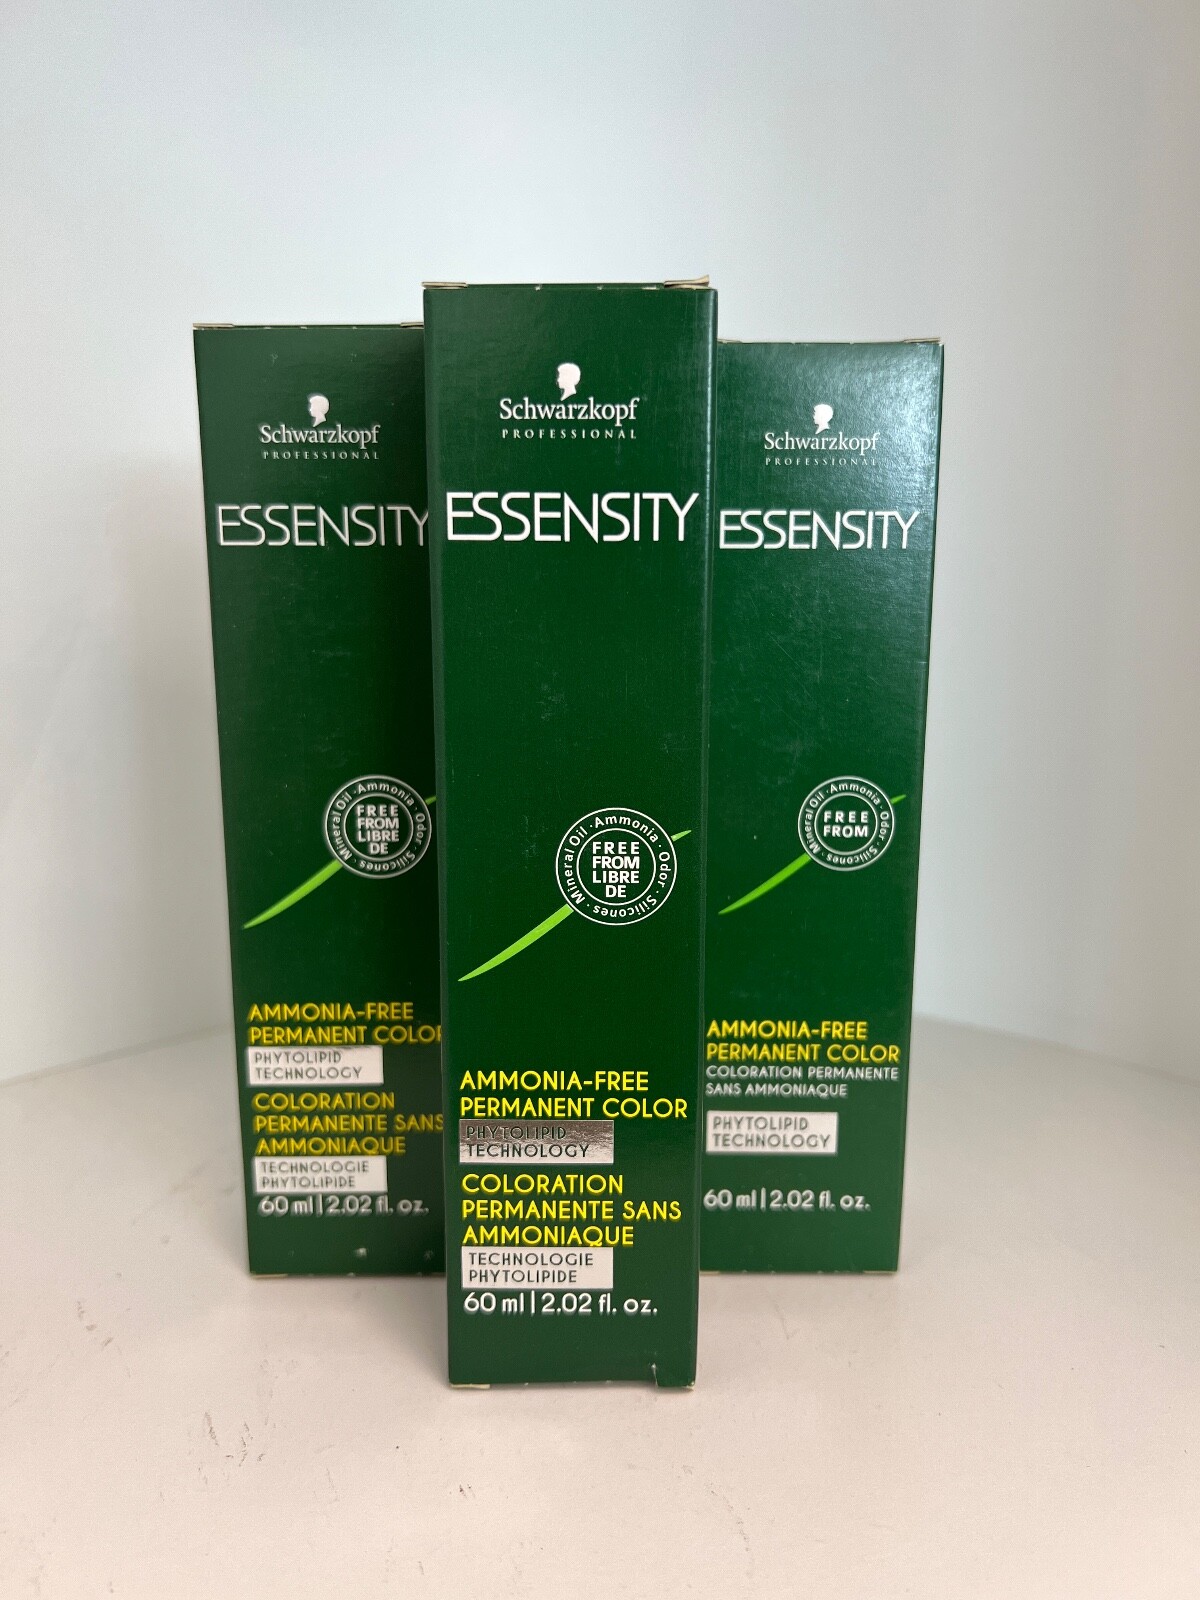 Schwarzkopf
PROFESSIONAL
ESSENSITY
Mineral Oil · Ammonia · Odor · Silicones ·
FREE
FROM
LIBRE
DE
AMMONIA-FREE
PERMANENT COLOR
PHYTOLIPID
TECHNOLOGY
COLORATION
PERMANENTE SANS
AMMONIAQUE
TECHNOLOGIE
PHYTOLIPIDE
60 ml | 2.02 fl. oz.
Schwarzkopf
PROFESSIONAL
ESSENSITY
Mineral Oil · Ammonia · Odor · Silicones ·
FREE
FROM
LIBRE
DE
AMMONIA-FREE
PERMANENT COLOR
PHYTOLIPID
TECHNOLOGY
COLORATION
PERMANENTE SANS
AMMONIAQUE
TECHNOLOGIE
PHYTOLIPIDE
60 ml | 2.02 fl. oz.
Schwarzkopf
PROFESSIONAL
ESSENSITY
Mineral Oil · Ammonia · Odor · Silicones ·
FREE
FROM
AMMONIA-FREE
PERMANENT COLOR
COLORATION PERMANENTE
SANS AMMONIAQUE
PHYTOLIPID
TECHNOLOGY
60 ml | 2.02 fl. oz.